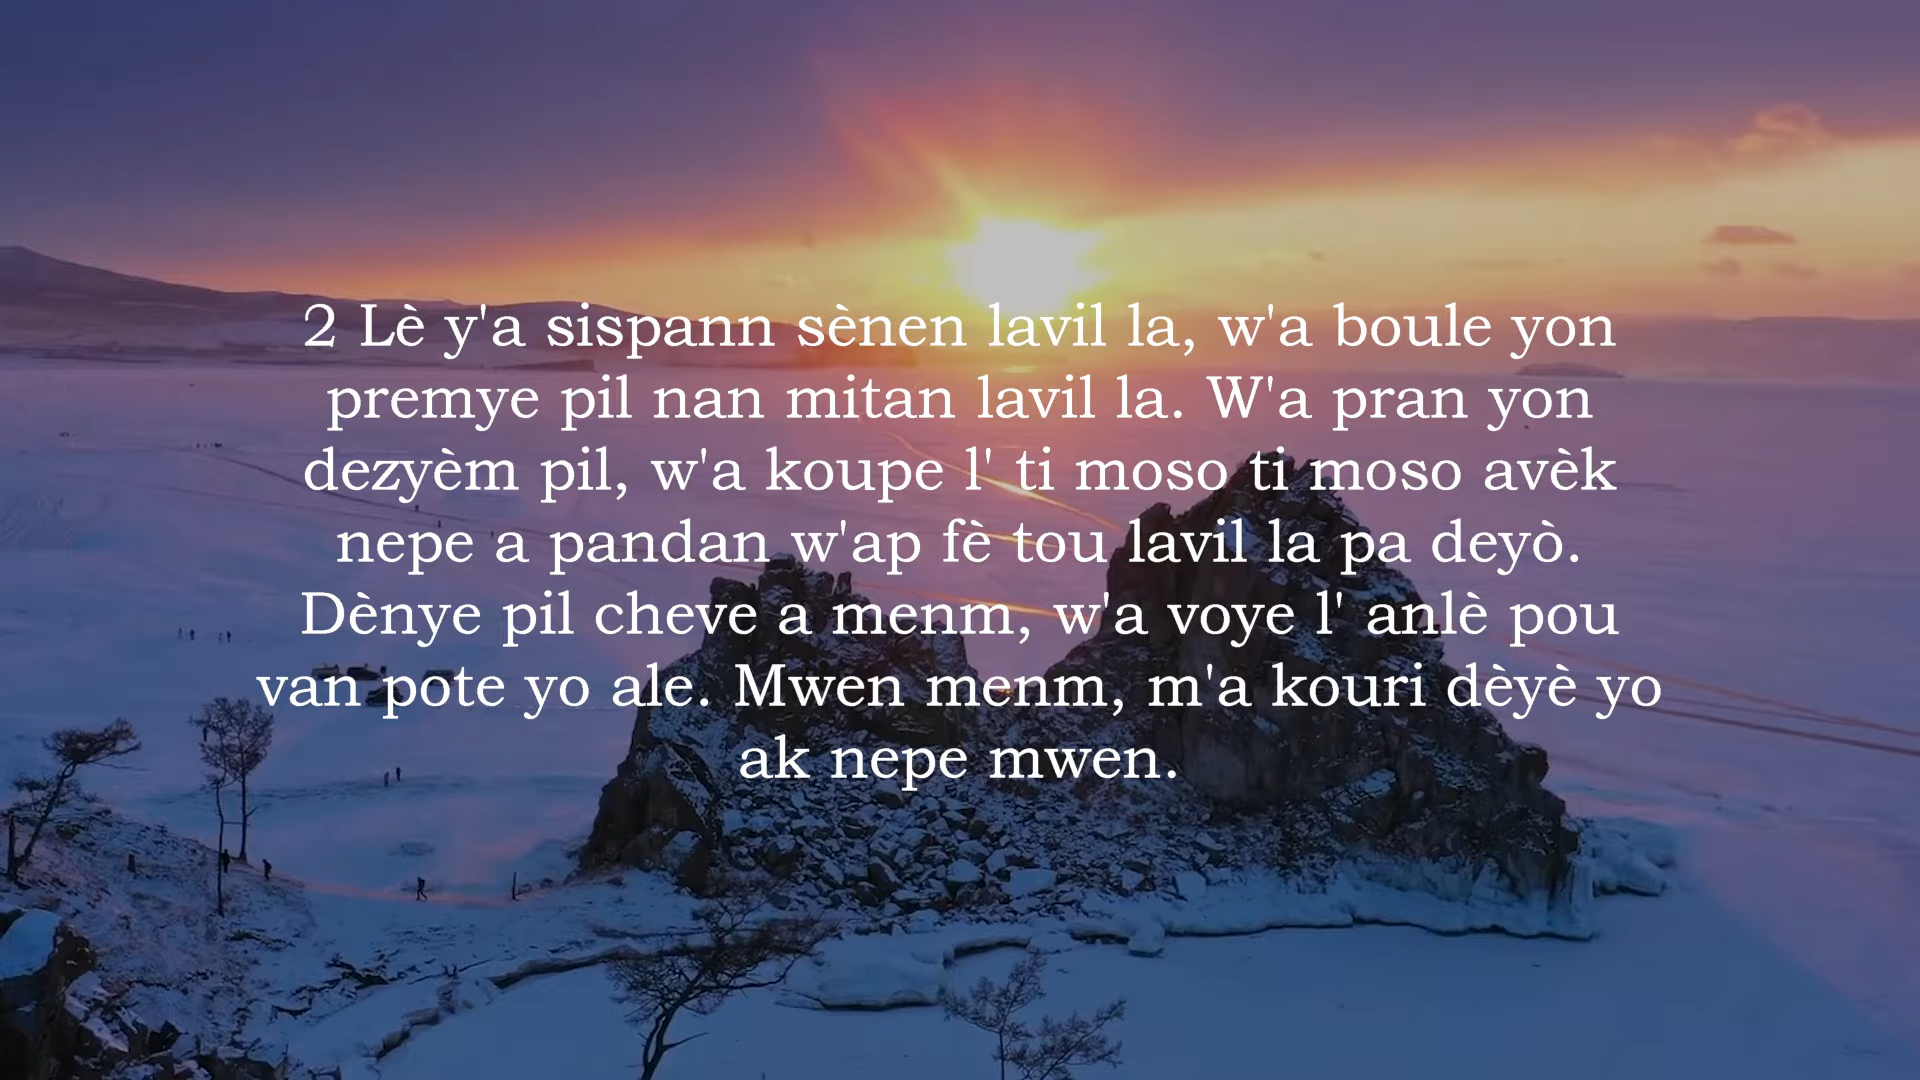 2 Lè y'a sispann sènen lavil la, w'a boule yon
premye pil nan mitan lavil la. W'a pran yon
dezyèm pil, w'a koupe l' ti moso ti moso avèk
nepe a pandan w'ap fè tou lavil la pa deyò.
Dènye pil cheve a menm, w'a voye l' anlè pou
van pote yo ale. Mwen menm, m'a kouri dèyè yo
ak nepe mwen.